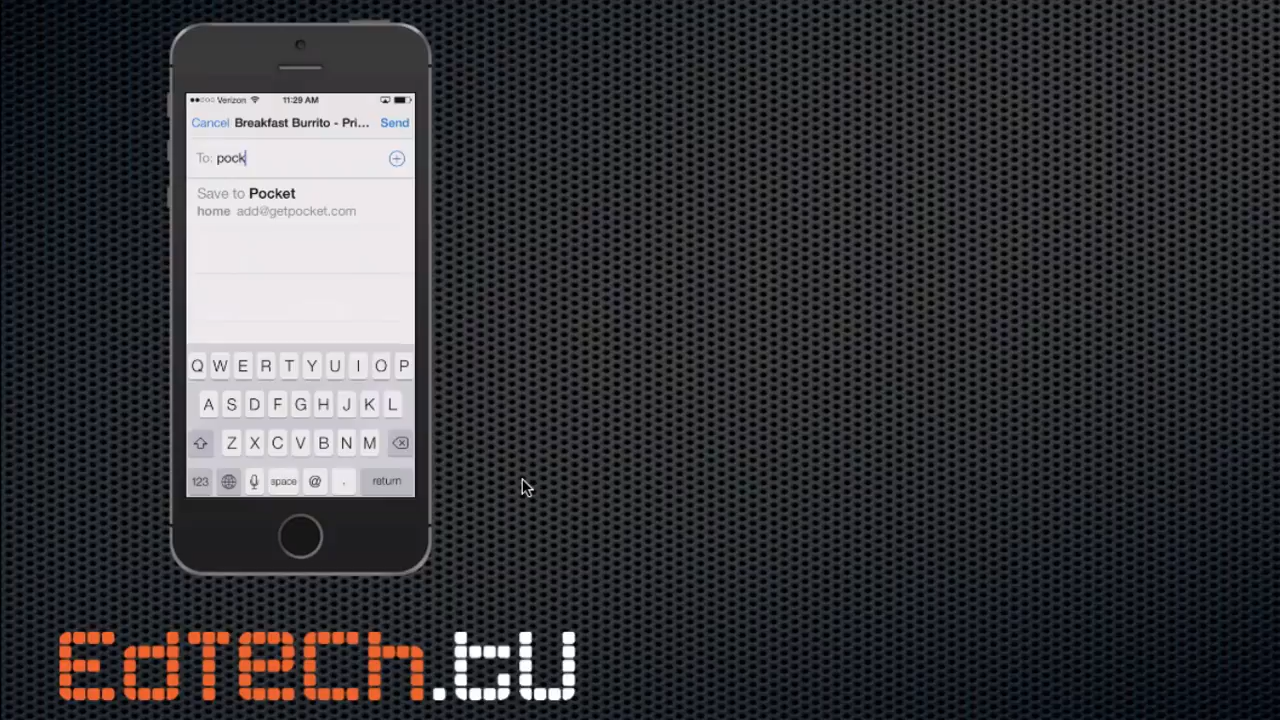 Verizon 11:29 AM
Cancel Breakfast Burrito - Pri... Send
To: pock
Save to Pocket
home add@getpocket.com
Q W E R T Y U I O P
A S D F G H J K L
Z X C V B N M
123 space @ . return
EdTECh.tU